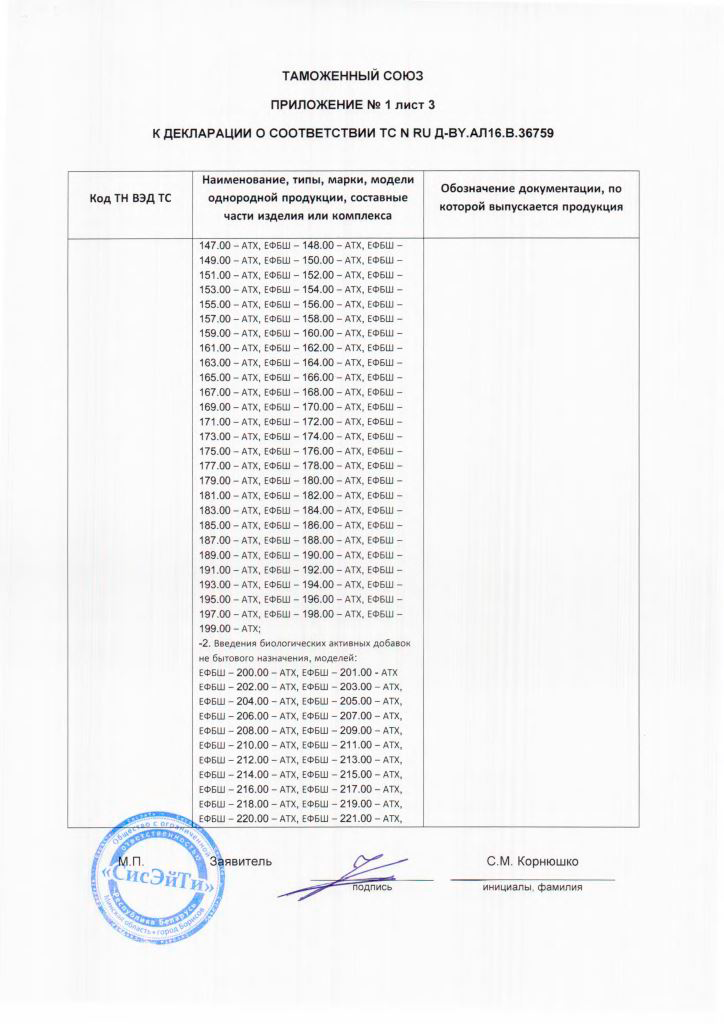 ТАМОЖЕННЫЙ СОЮЗ
ПРИЛОЖЕНИЕ № 1 лист 3
К ДЕКЛАРАЦИИ О СООТВЕТСТВИИ ТС N RU Д-BY.АЛ16.В.36759
Код ТН ВЭД ТС
Наименование, типы, марки, модели
однородной продукции, составные
части изделия или комплекса
Обозначение документации, по
которой выпускается продукция
147.00 – АТХ, ЕФБШ – 148.00 – АТХ, ЕФБШ –
149.00 – АТХ, ЕФБШ – 150.00 – АТХ, ЕФБШ –
151.00 – АТХ, ЕФБШ – 152.00 – АТХ, ЕФБШ –
153.00 – АТХ, ЕФБШ – 154.00 – АТХ, ЕФБШ –
155.00 – АТХ, ЕФБШ – 156.00 – АТХ, ЕФБШ –
157.00 – АТХ, ЕФБШ – 158.00 – АТХ, ЕФБШ –
159.00 – АТХ, ЕФБШ – 160.00 – АТХ, ЕФБШ –
161.00 – АТХ, ЕФБШ – 162.00 – АТХ, ЕФБШ –
163.00 – АТХ, ЕФБШ – 164.00 – АТХ, ЕФБШ –
165.00 – АТХ, ЕФБШ – 166.00 – АТХ, ЕФБШ –
167.00 – АТХ, ЕФБШ – 168.00 – АТХ, ЕФБШ –
169.00 – АТХ, ЕФБШ – 170.00 – АТХ, ЕФБШ –
171.00 – АТХ, ЕФБШ – 172.00 – АТХ, ЕФБШ –
173.00 – АТХ, ЕФБШ – 174.00 – АТХ, ЕФБШ –
175.00 – АТХ, ЕФБШ – 176.00 – АТХ, ЕФБШ –
177.00 – АТХ, ЕФБШ – 178.00 – АТХ, ЕФБШ –
179.00 – АТХ, ЕФБШ – 180.00 – АТХ, ЕФБШ –
181.00 – АТХ, ЕФБШ – 182.00 – АТХ, ЕФБШ –
183.00 – АТХ, ЕФБШ – 184.00 – АТХ, ЕФБШ –
185.00 – АТХ, ЕФБШ – 186.00 – АТХ, ЕФБШ –
187.00 – АТХ, ЕФБШ – 188.00 – АТХ, ЕФБШ –
189.00 – АТХ, ЕФБШ – 190.00 – АТХ, ЕФБШ –
191.00 – АТХ, ЕФБШ – 192.00 – АТХ, ЕФБШ –
193.00 – АТХ, ЕФБШ – 194.00 – АТХ, ЕФБШ –
195.00 – АТХ, ЕФБШ – 196.00 – АТХ, ЕФБШ –
197.00 – АТХ, ЕФБШ – 198.00 – АТХ, ЕФБШ –
199.00 – АТХ;
-2. Введения биологических активных добавок
не бытового назначения, моделей:
ЕФБШ – 200.00 – АТХ, ЕФБШ – 201.00 - АТХ
ЕФБШ – 202.00 – АТХ, ЕФБШ – 203.00 – АТХ,
ЕФБШ – 204.00 – АТХ, ЕФБШ – 205.00 – АТХ,
ЕФБШ – 206.00 – АТХ, ЕФБШ – 207.00 – АТХ,
ЕФБШ – 208.00 – АТХ, ЕФБШ – 209.00 – АТХ,
ЕФБШ – 210.00 – АТХ, ЕФБШ – 211.00 – АТХ,
ЕФБШ – 212.00 – АТХ, ЕФБШ – 213.00 – АТХ,
ЕФБШ – 214.00 – АТХ, ЕФБШ – 215.00 – АТХ,
ЕФБШ – 216.00 – АТХ, ЕФБШ – 217.00 – АТХ,
ЕФБШ – 218.00 – АТХ, ЕФБШ – 219.00 – АТХ,
ЕФБШ – 220.00 – АТХ, ЕФБШ – 221.00 – АТХ,
М.П. Заявитель
С.М. Корнюшко
подпись
инициалы, фамилия
Общество с ограниченной
ответственностью
«СисЭйТи»
Республика Беларусь
Минская область • город Борисов